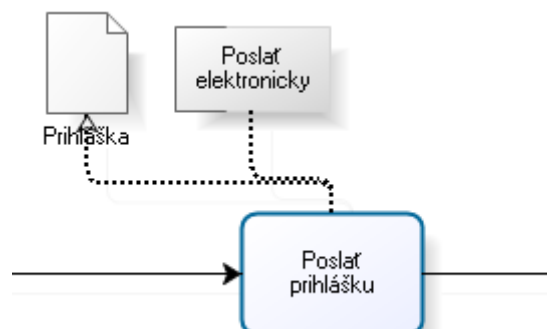 Poslať
elektronicky
Prihláška
Poslať
prihlášku